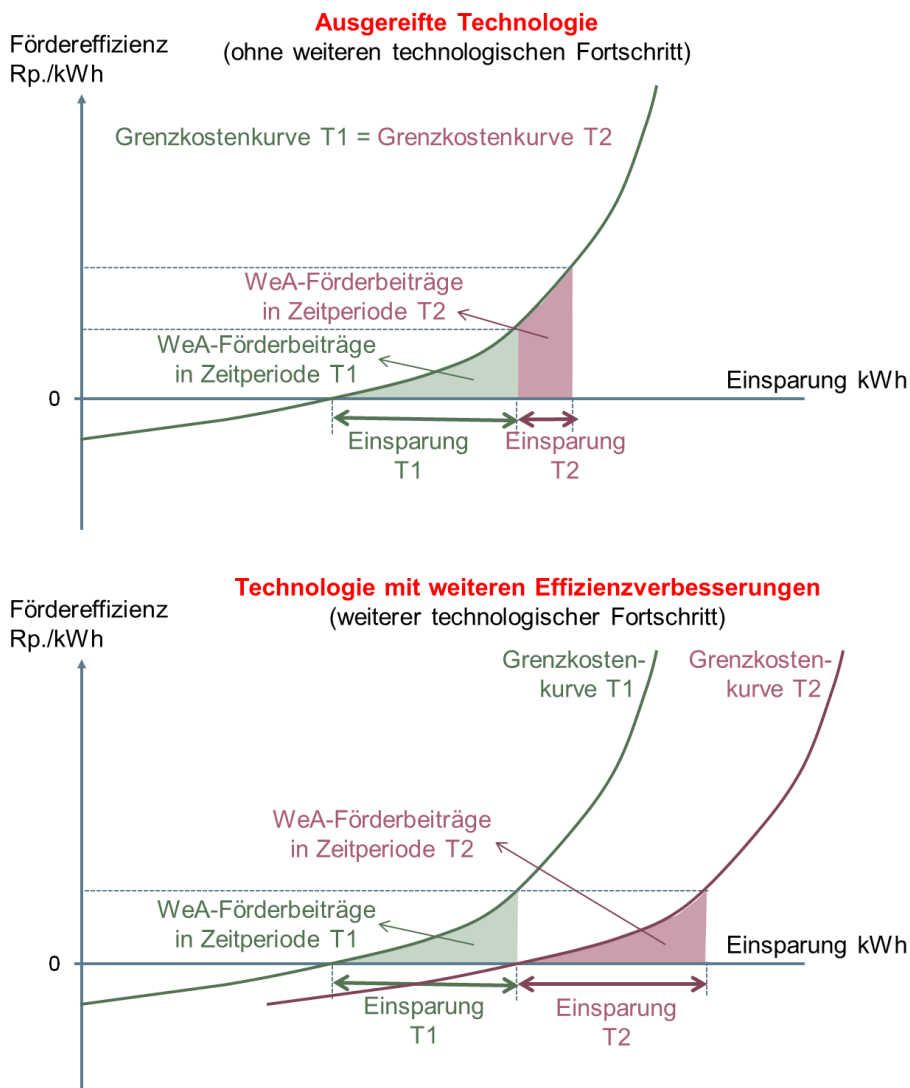 Ausgereifte Technologie
(ohne weiteren technologischen Fortschritt)
Fördereffizienz
Rp./kWh
Grenzkostenkurve T1 = Grenzkostenkurve T2
WeA-Förderbeiträge
in Zeitperiode T2
WeA-Förderbeiträge
in Zeitperiode T1
Einsparung kWh
0
Einsparung
T1
Einsparung
T2
Technologie mit weiteren Effizienzverbesserungen
(weiterer technologischer Fortschritt)
Fördereffizienz
Rp./kWh
Grenzkosten-
kurve T1
Grenzkosten-
kurve T2
WeA-Förderbeiträge
in Zeitperiode T2
WeA-Förderbeiträge
in Zeitperiode T1
Einsparung kWh
0
Einsparung
T1
Einsparung
T2